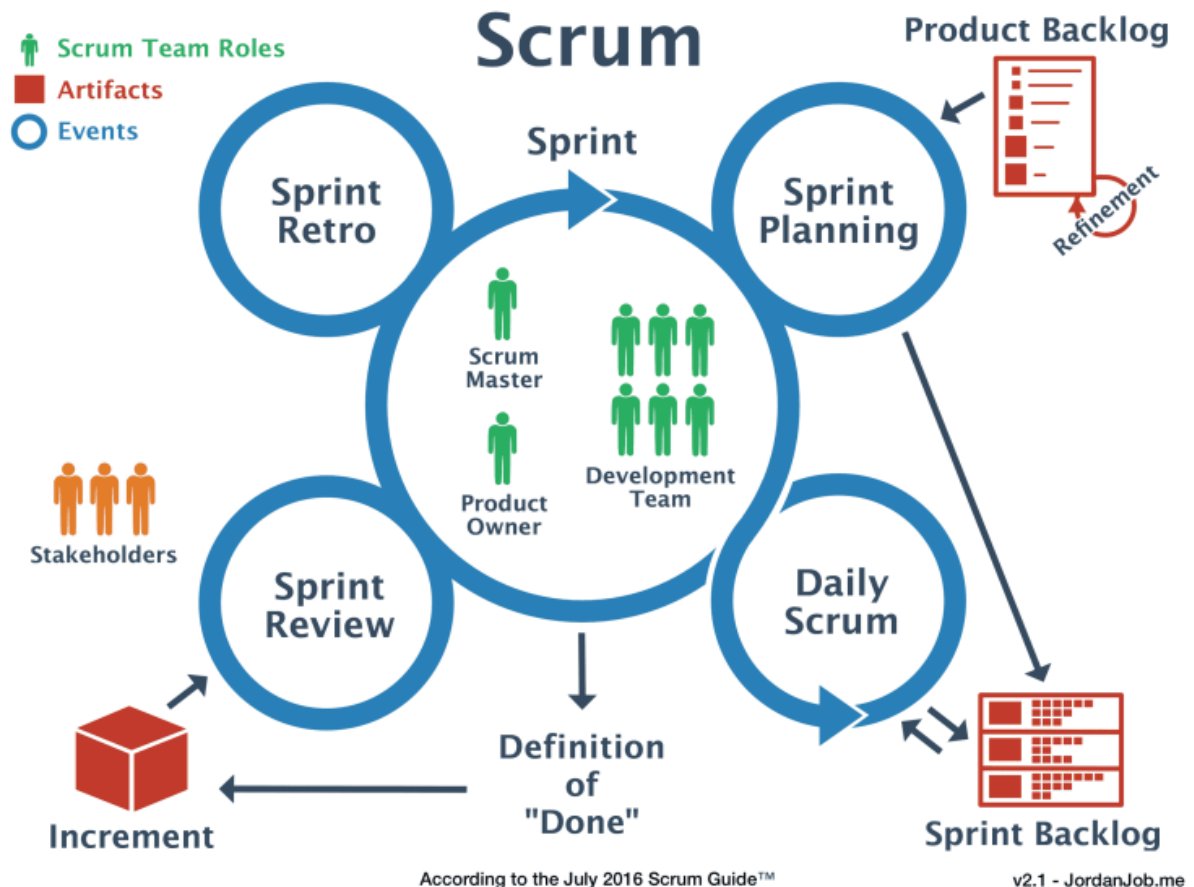 Scrum
Scrum Team Roles
Artifacts
Events
Product Backlog
Refinement
Sprint
Sprint
Retro
Sprint
Planning
Scrum
Master
Product
Owner
Development
Team
Stakeholders
Sprint
Review
Daily
Scrum
Definition
of
"Done"
Increment
Sprint Backlog
According to the July 2016 Scrum Guide™
v2.1 - JordanJob.me